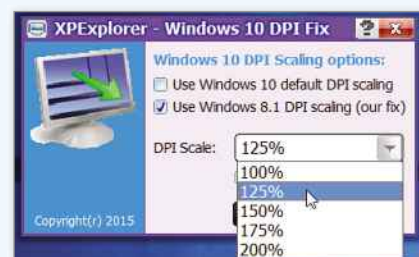 XPExplorer - Windows 10 DPI Fix
Windows 10 DPI Scaling options:
Use Windows 10 default DPI scaling
Use Windows 8.1 DPI scaling (our fix)
DPI Scale: 125%
100%
125%
150%
175%
200%
Copyright(r) 2015